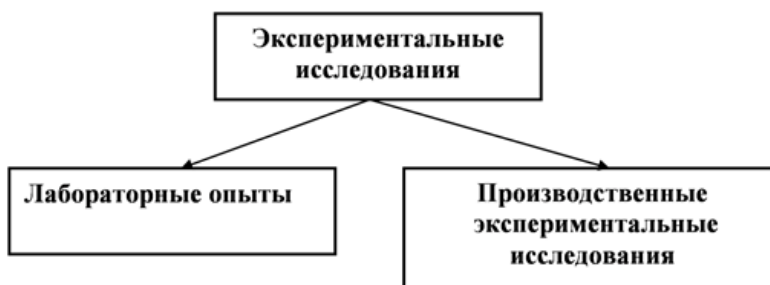 Экспериментальные
исследования
Лабораторные опыты
Производственные
экспериментальные
исследования